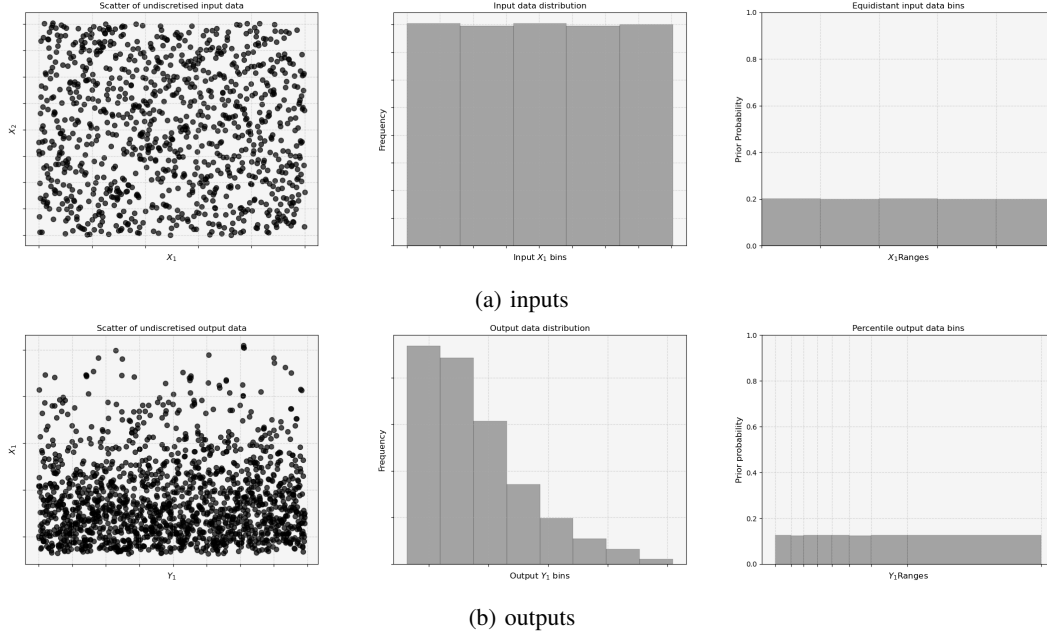 Scatter of undiscretised input data
X₂
X₁
Input data distribution
Frequency
Input X₁ bins
Equidistant input data bins
Prior Probability
1.0
0.8
0.6
0.4
0.2
0.0
X₁Ranges
(a) inputs
Scatter of undiscretised output data
X₁
Y₁
Output data distribution
Frequency
Output Y₁ bins
Percentile output data bins
Prior probability
1.0
0.8
0.6
0.4
0.2
0.0
Y₁Ranges
(b) outputs